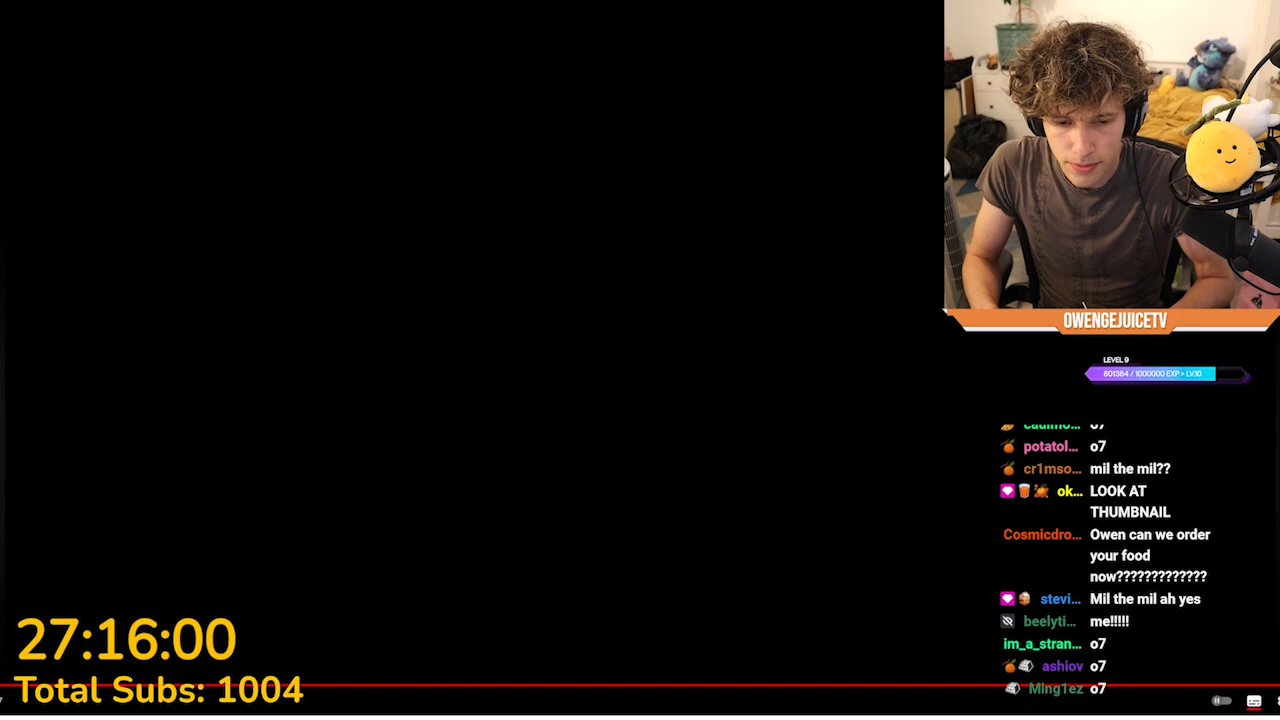 OWENGEJUICETV
LEVEL 9
801384 / 1000000 EXP > LV.10
potatol... o7
cr1mso... mil the mil??
ok... LOOK AT
THUMBNAIL
Cosmicdro... Owen can we order
your food
now?????????????
stevi... Mil the mil ah yes
beelyti... me!!!!!
im_a_stran... o7
ashiov o7
M1ng1ez o7
27:16:00
Total Subs: 1004